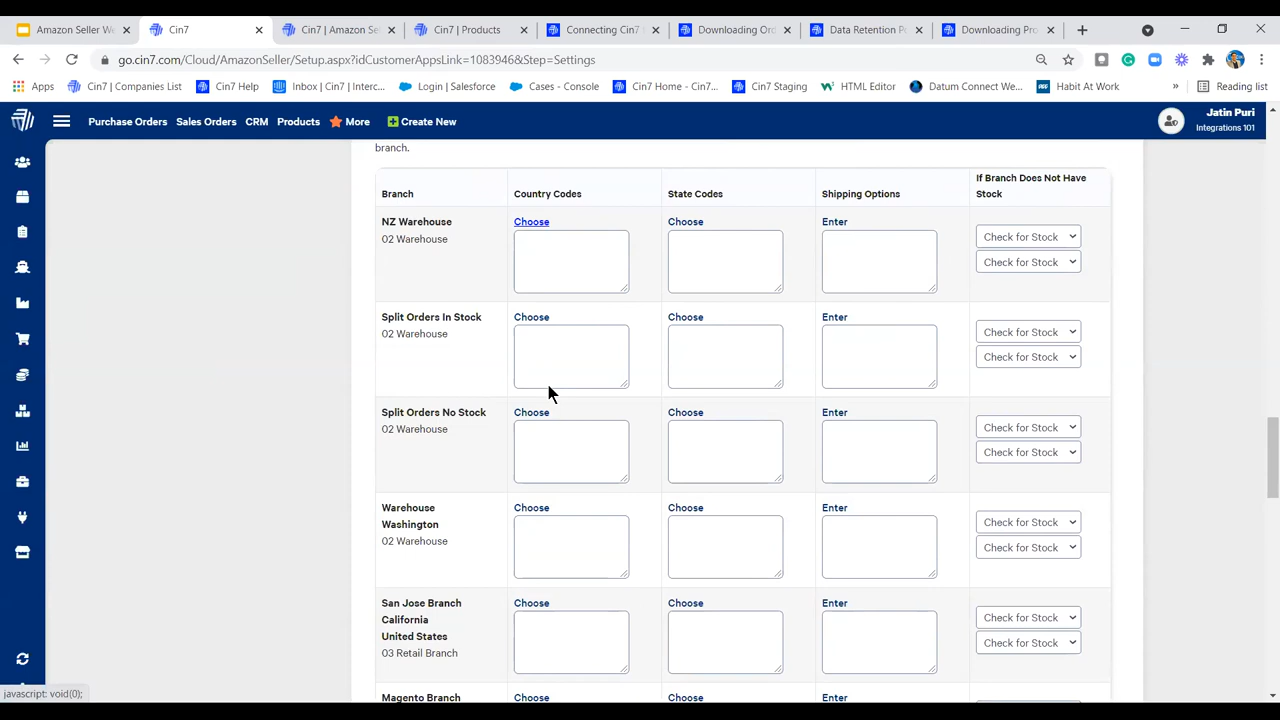 Amazon Seller W
Cin7
Cin7 | Amazon Se
Cin7 | Products
Connecting Cin7
Downloading Or
Data Retention Po
Downloading Pro
go.cin7.com/Cloud/AmazonSeller/Setup.aspx?idCustomerAppsLink=1103946&Step=Settings
Apps
Cin7 | Companies List
Cin7 Help
Inbox | Cin7 | Interc...
Login | Salesforce
Cases - Console
Cin7 Home - Cin7...
Cin7 Staging
HTML Editor
Datum Connect We...
Habit At Work
»
Reading list
Purchase Orders
Sales Orders
CRM
Products
More
Create New
Jatin Puri
Integrations 101
branch.
Branch
Country Codes
State Codes
Shipping Options
If Branch Does Not Have
Stock
NZ Warehouse
02 Warehouse
Choose
Choose
Enter
Check for Stock
Check for Stock
Split Orders In Stock
02 Warehouse
Choose
Choose
Enter
Check for Stock
Check for Stock
Split Orders No Stock
02 Warehouse
Choose
Choose
Enter
Check for Stock
Check for Stock
Warehouse
Washington
02 Warehouse
Choose
Choose
Enter
Check for Stock
Check for Stock
San Jose Branch
California
United States
03 Retail Branch
Choose
Choose
Enter
Check for Stock
Check for Stock
Magento Branch
Choose
Choose
Enter
javascript: void(0);